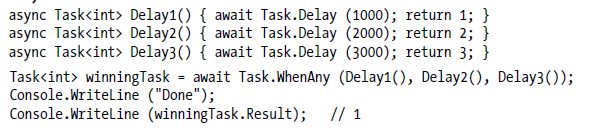 async Task<int> Delay1() { await Task.Delay (1000); return 1; }
async Task<int> Delay2() { await Task.Delay (2000); return 2; }
async Task<int> Delay3() { await Task.Delay (3000); return 3; }
Task<int> winningTask = await Task.WhenAny (Delay1(), Delay2(), Delay3());
Console.WriteLine ("Done");
Console.WriteLine (winningTask.Result);   // 1